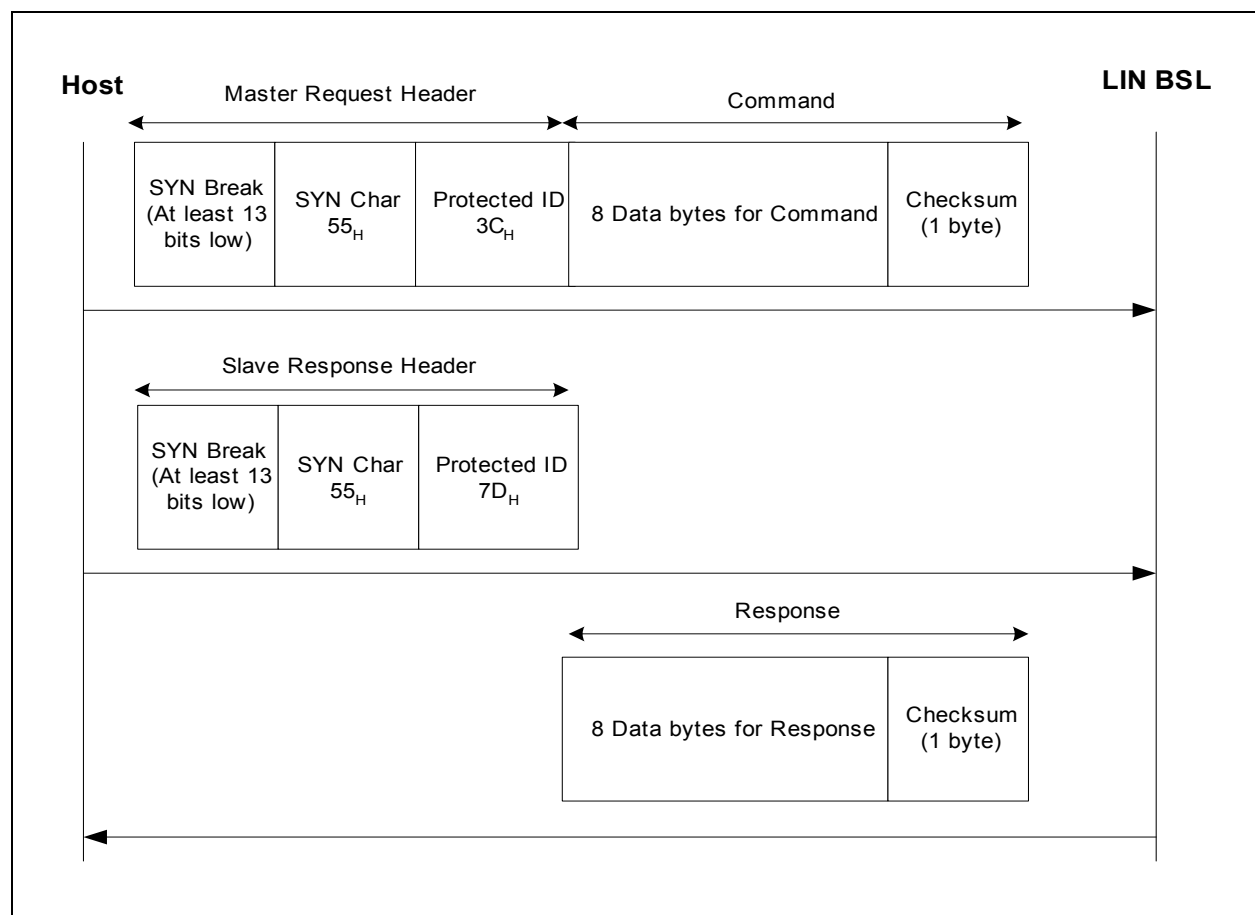 Host
LIN BSL
Master Request Header
Command
SYN Break
(At least 13
bits low)
SYN Char
55H
Protected ID
3CH
8 Data bytes for Command
Checksum
(1 byte)
Slave Response Header
SYN Break
(At least 13
bits low)
SYN Char
55H
Protected ID
7DH
Response
8 Data bytes for Response
Checksum
(1 byte)